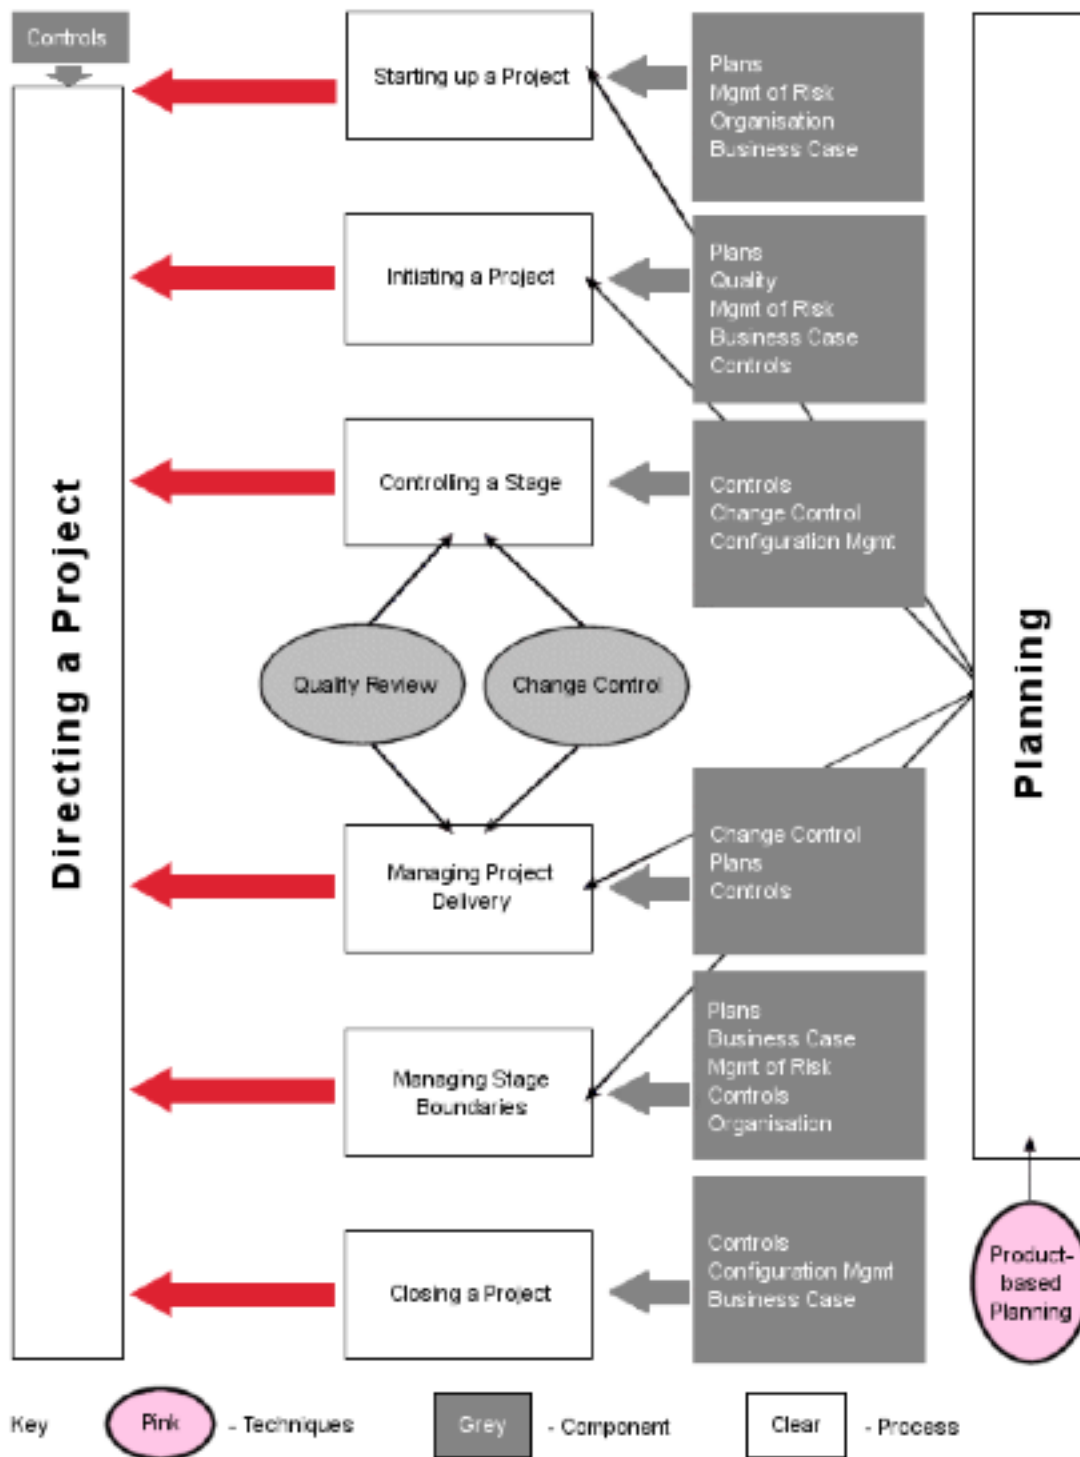 Controls
Directing a Project
Starting up a Project
Plans
Mgmt of Risk
Organisation
Business Case
Initiating a Project
Plans
Quality
Mgmt of Risk
Business Case
Controls
Controlling a Stage
Controls
Change Control
Configuration Mgmt
Quality Review
Change Control
Managing Project
Delivery
Change Control
Plans
Controls
Managing Stage
Boundaries
Plans
Business Case
Mgmt of Risk
Controls
Organisation
Closing a Project
Controls
Configuration Mgmt
Business Case
Planning
Product-
based
Planning
Key
Pink
- Techniques
Grey
- Component
Clear
- Process